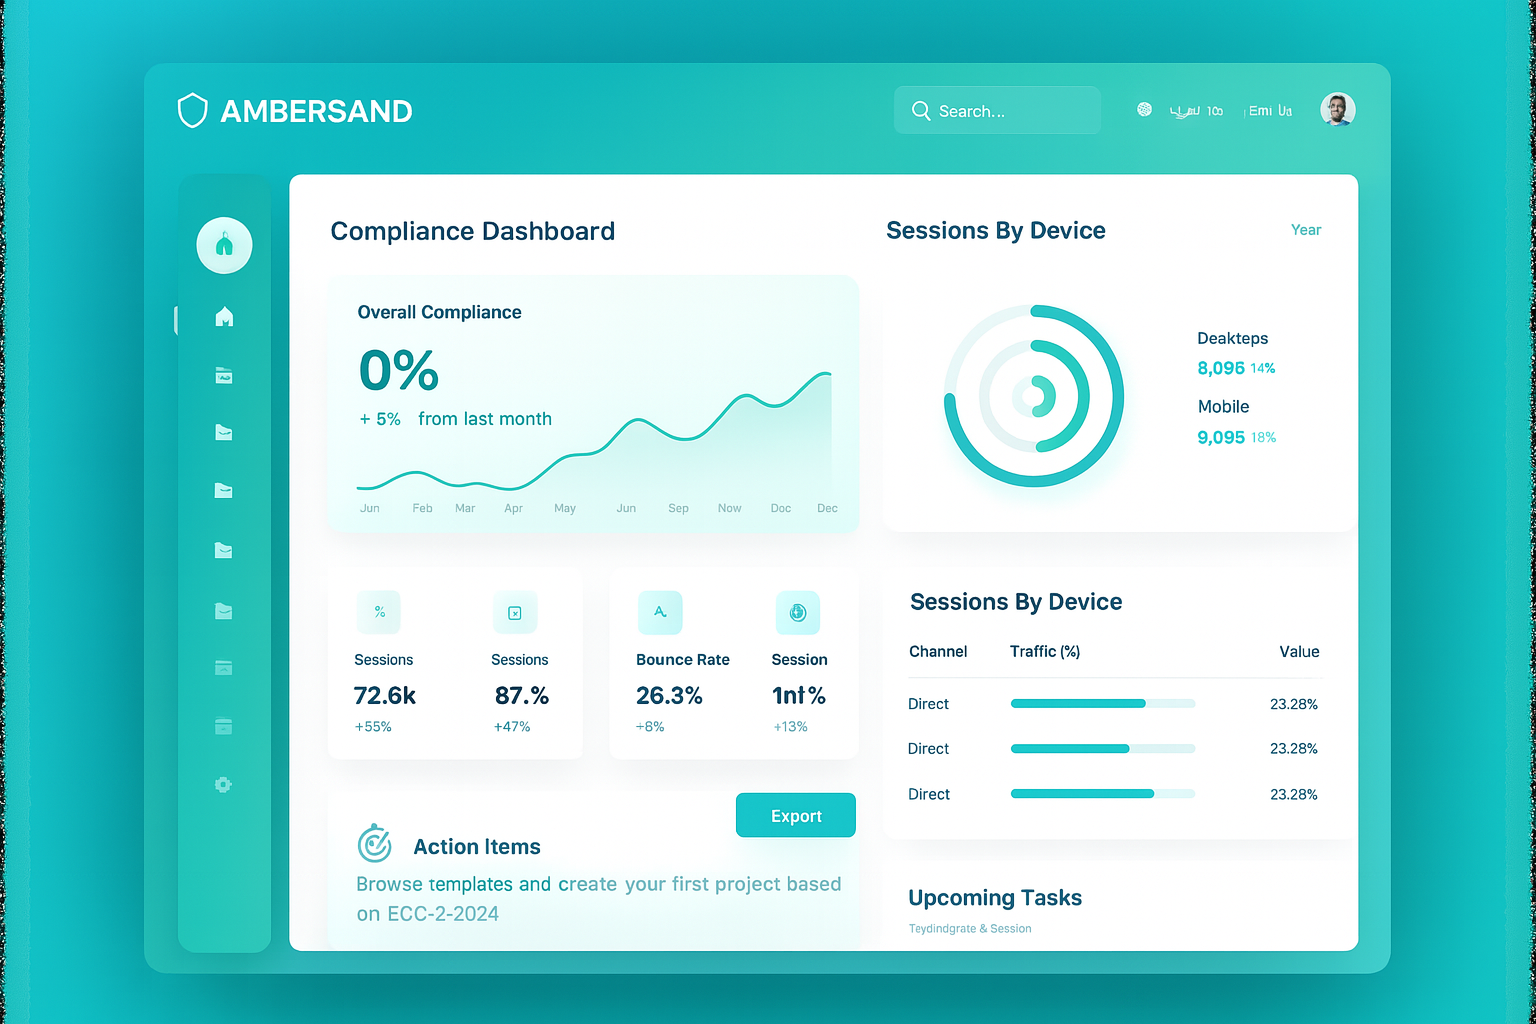 AMBERSAND
Search...
Compliance Dashboard
Overall Compliance
0%
+ 5% from last month
Jun Feb Mar Apr May Jun Sep Now Doc Dec
Sessions
72.6k
+55%
Sessions
87.%
+47%
Bounce Rate
26.3%
+8%
Session
+13%
Export
Action Items
Browse templates and create your first project based
on ECC-2-2024
Sessions By Device
Year
Deakteps
8,096 14%
Mobile
9,095 18%
Sessions By Device
Channel Traffic (%) Value
Direct 23.28%
Direct 23.28%
Direct 23.28%
Upcoming Tasks
Teydindgrate & Session